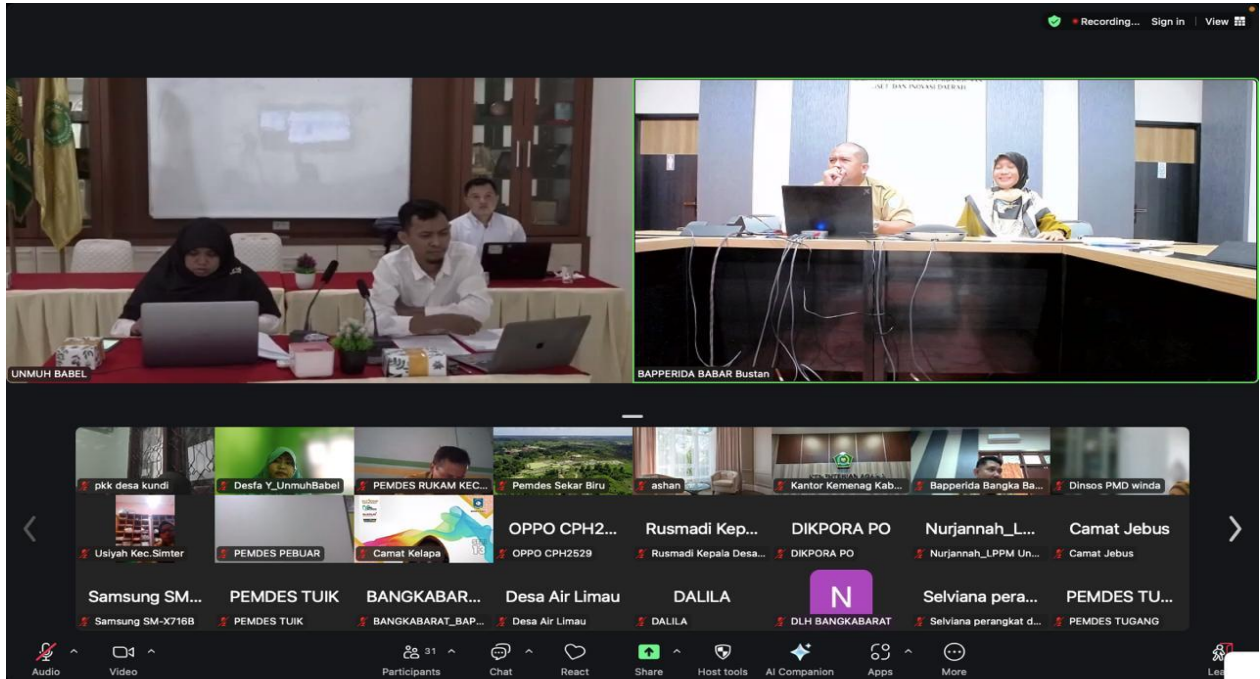 Recording... Sign in View
SET DAN INOVASI DAERAH
UNMUH BABEL
BAPPERIDA BABAR Bustan
pkk desa kundi
Desfa Y_UnmuhBabel
PEMDES RUKAM KEC...
Pemdes Sekar Biru
ashan
Kantor Kemenag Kab...
Bapperida Bangka Ba...
Dinsos PMD winda
Usiyah Kec.Simter
PEMDES PEBUAR
Camat Kelapa
OPPO CPH2...
OPPO CPH2529
Rusmadi Kep...
Rusmadi Kepala Desa...
DIKPORA PO
DIKPORA PO
Nurjannah_L...
Nurjannah_LPPM Un...
Camat Jebus
Camat Jebus
Samsung SM...
Samsung SM-X716B
PEMDES TUIK
PEMDES TUIK
BANGKABAR...
BANGKABARAT_BAP...
Desa Air Limau
Desa Air Limau
DALILA
DALILA
N
DLH BANGKABARAT
Selviana pera...
Selviana perangkat d...
PEMDES TU...
PEMDES TUGANG
31
Audio Video Participants Chat React Share Host tools AI Companion Apps More